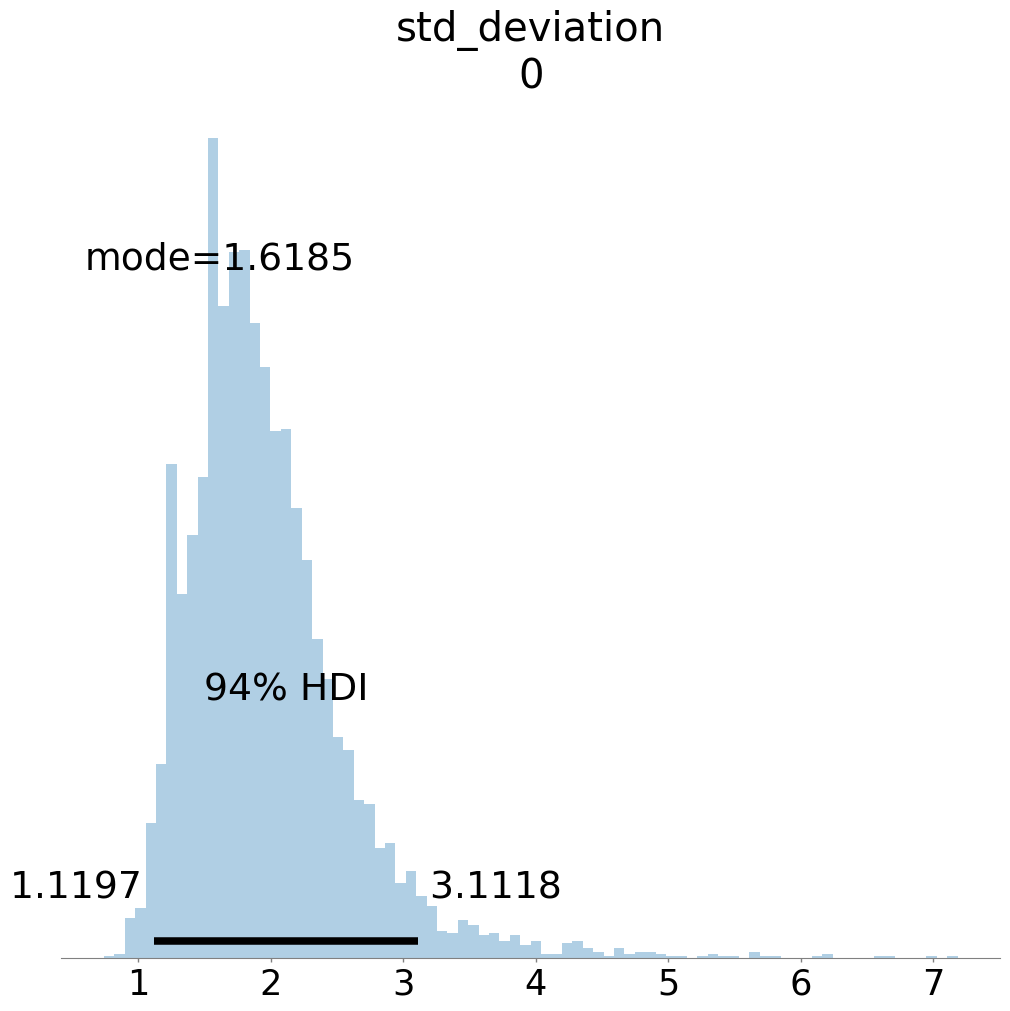 std_deviation
0
mode=1.6185
94% HDI
1.1197
3.1118
1 2 3 4 5 6 7